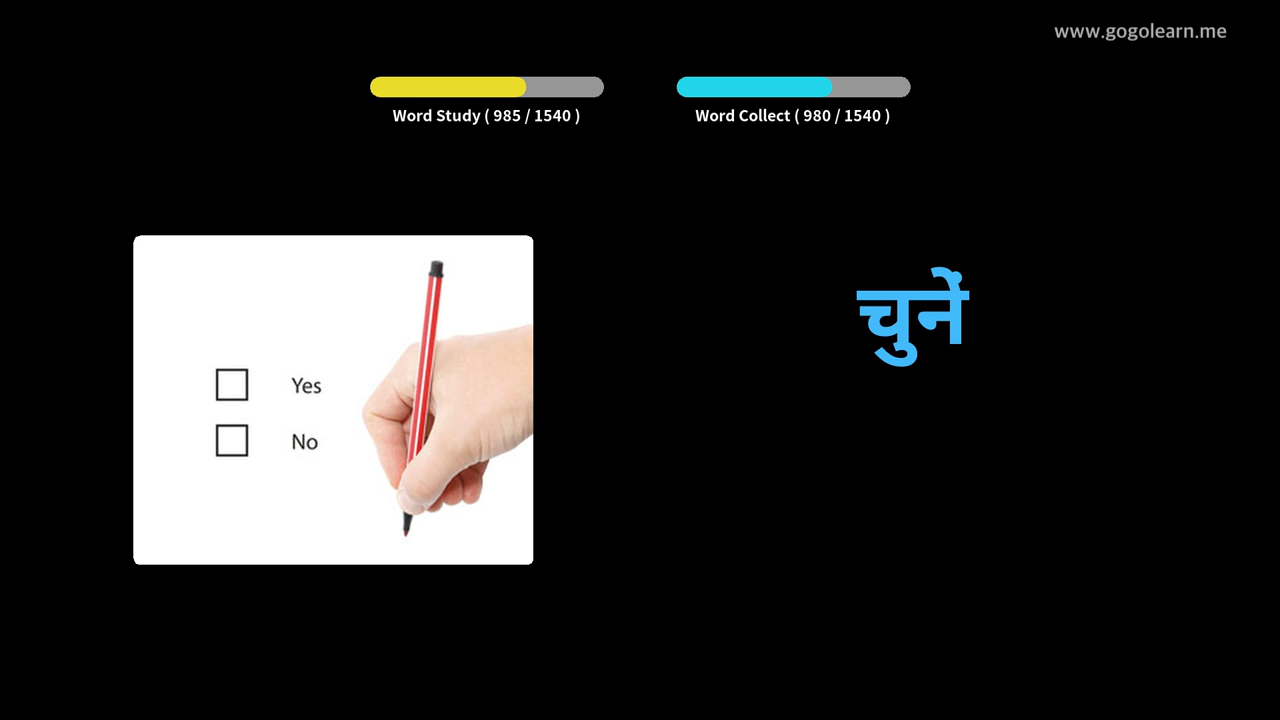 www.gogolearn.me
Word Study ( 985 / 1540 )
Word Collect ( 980 / 1540 )
Yes
No
चुनें